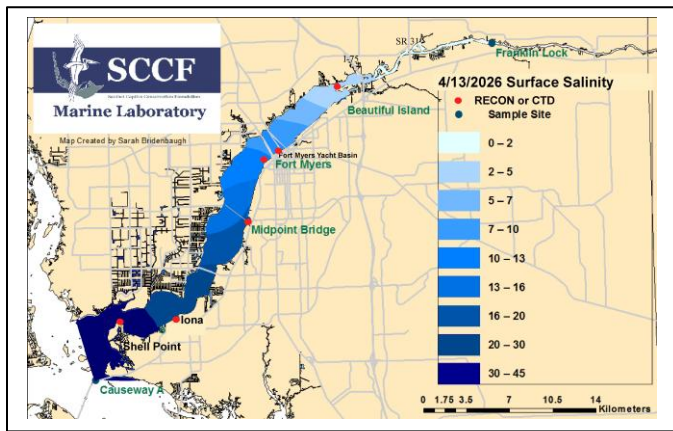 SCCF
Sanibel-Captiva Conservation Foundation
Marine Laboratory
Map Created by Sarah Bridenbaugh
SR 31
I-75
Franklin Lock
4/13/2026 Surface Salinity
RECON or CTD
Sample Site
Beautiful Island
Fort Myers Yacht Basin
Fort Myers
Midpoint Bridge
Iona
Shell Point
Causeway A
0 – 2
2 – 5
5 – 7
7 – 10
10 – 13
13 – 16
16 – 20
20 – 30
30 – 45
0 1.75 3.5 7 10.5 14
Kilometers